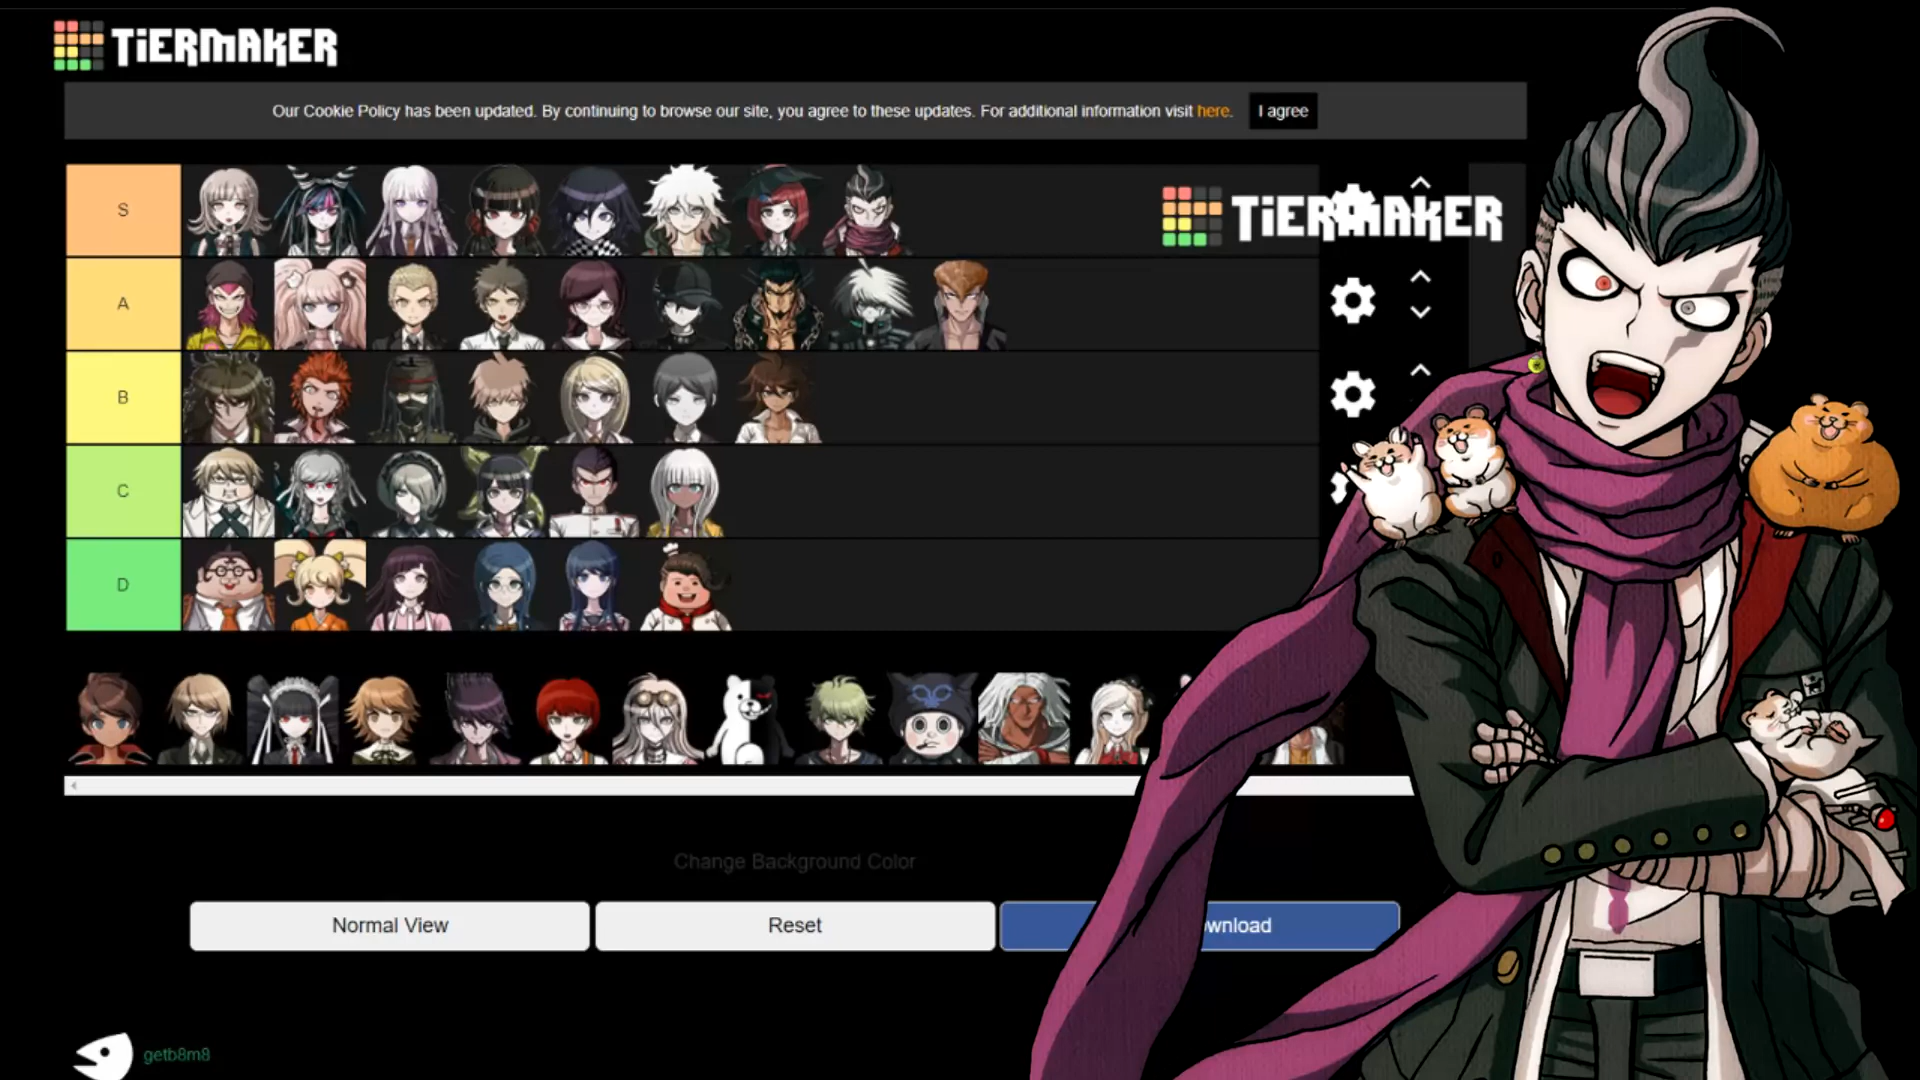 TiERMAKER
Our Cookie Policy has been updated. By continuing to browse our site, you agree to these updates. For additional information visit here. I agree
S
TiERMAKER
A
B
C
D
Change Background Color
Normal View
Reset
wnload
getb8m8